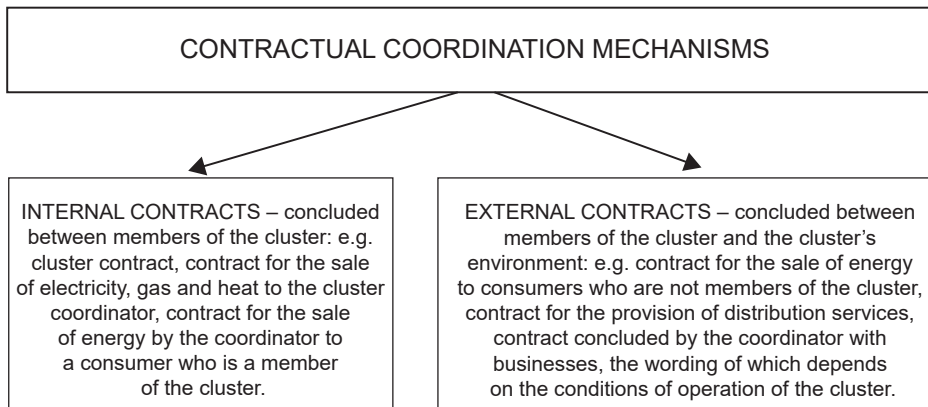 CONTRACTUAL COORDINATION MECHANISMS
INTERNAL CONTRACTS – concluded
between members of the cluster: e.g.
cluster contract, contract for the sale
of electricity, gas and heat to the cluster
coordinator, contract for the sale
of energy by the coordinator to
a consumer who is a member
of the cluster.
EXTERNAL CONTRACTS – concluded between
members of the cluster and the cluster’s
environment: e.g. contract for the sale of energy
to consumers who are not members of the cluster,
contract for the provision of distribution services,
contract concluded by the coordinator with
businesses, the wording of which depends
on the conditions of operation of the cluster.